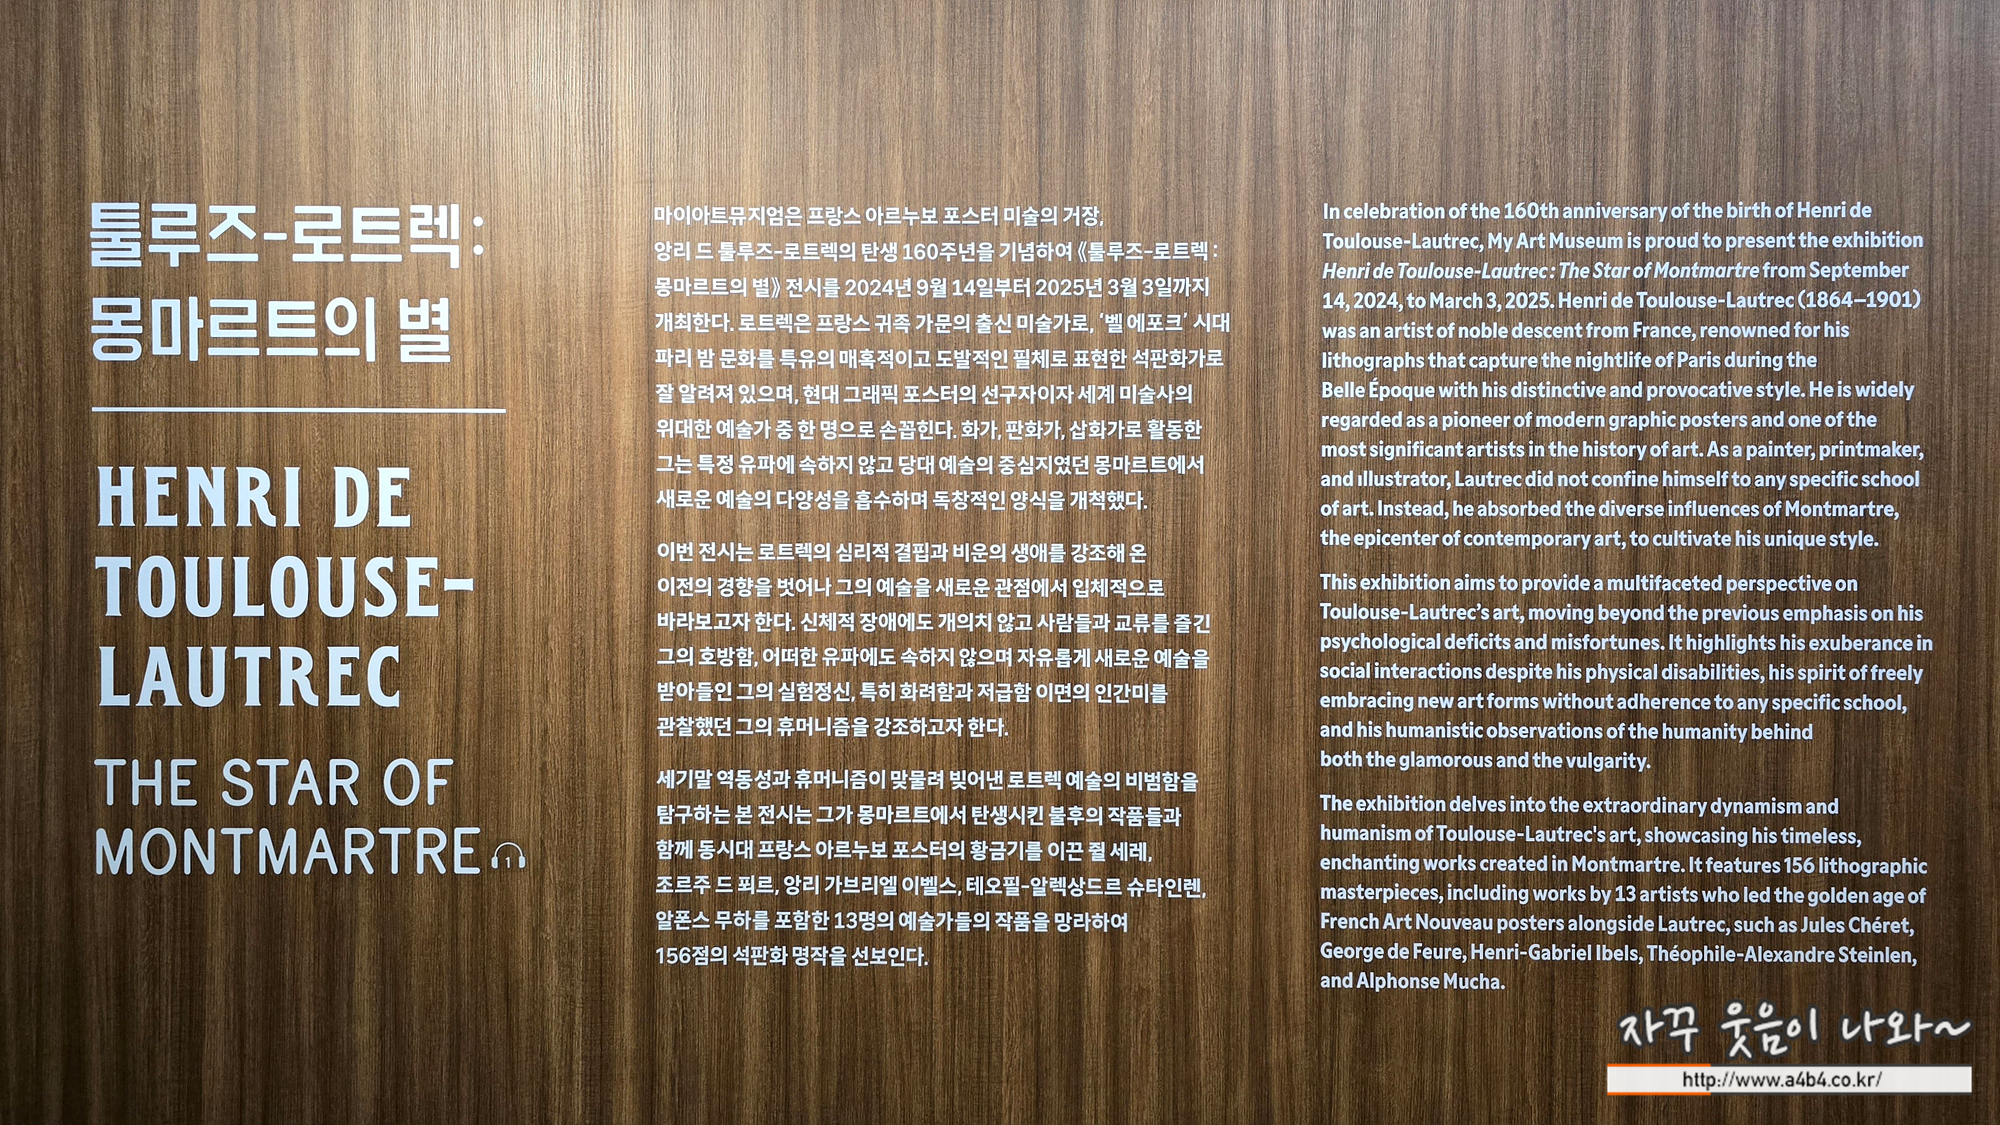 툴루즈-로트렉:
몽마르트의 별
HENRI DE
TOULOUSE-
LAUTREC
THE STAR OF
MONTMARTRE
1
마이아트뮤지엄은 프랑스 아르누보 포스터 미술의 거장,
앙리 드 툴루즈-로트렉의 탄생 160주년을 기념하여 《툴루즈-로트렉 :
몽마르트의 별》 전시를 2024년 9월 14일부터 2025년 3월 3일까지
개최한다. 로트렉은 프랑스 귀족 가문의 출신 미술가로, ‘벨 에포크’ 시대
파리 밤 문화를 특유의 매혹적이고 도발적인 필체로 표현한 석판화가로
잘 알려져 있으며, 현대 그래픽 포스터의 선구자이자 세계 미술사의
위대한 예술가 중 한 명으로 손꼽힌다. 화가, 판화가, 삽화가로 활동한
그는 특정 유파에 속하지 않고 당대 예술의 중심지였던 몽마르트에서
새로운 예술의 다양성을 흡수하며 독창적인 양식을 개척했다.
이번 전시는 로트렉의 심리적 결핍과 비운의 생애를 강조해 온
이전의 경향을 벗어나 그의 예술을 새로운 관점에서 입체적으로
바라보고자 한다. 신체적 장애에도 개의치 않고 사람들과 교류를 즐긴
그의 호방함, 어떠한 유파에도 속하지 않으며 자유롭게 새로운 예술을
받아들인 그의 실험정신, 특히 화려함과 저급함 이면의 인간미를
관찰했던 그의 휴머니즘을 강조하고자 한다.
세기말 역동성과 휴머니즘이 맞물려 빚어낸 로트렉 예술의 비범함을
탐구하는 본 전시는 그가 몽마르트에서 탄생시킨 불후의 작품들과
함께 동시대 프랑스 아르누보 포스터의 황금기를 이끈 쥘 세레,
조르주 드 푀르, 앙리 가브리엘 이벨스, 테오필-알렉상드르 슈타인렌,
알폰스 무하를 포함한 13명의 예술가들의 작품을 망라하여
156점의 석판화 명작을 선보인다.
In celebration of the 160th anniversary of the birth of Henri de
Toulouse-Lautrec, My Art Museum is proud to present the exhibition
Henri de Toulouse-Lautrec : The Star of Montmartre from September
14, 2024, to March 3, 2025. Henri de Toulouse-Lautrec (1864–1901)
was an artist of noble descent from France, renowned for his
lithographs that capture the nightlife of Paris during the
Belle Époque with his distinctive and provocative style. He is widely
regarded as a pioneer of modern graphic posters and one of the
most significant artists in the history of art. As a painter, printmaker,
and illustrator, Lautrec did not confine himself to any specific school
of art. Instead, he absorbed the diverse influences of Montmartre,
the epicenter of contemporary art, to cultivate his unique style.
This exhibition aims to provide a multifaceted perspective on
Toulouse-Lautrec’s art, moving beyond the previous emphasis on his
psychological deficits and misfortunes. It highlights his exuberance in
social interactions despite his physical disabilities, his spirit of freely
embracing new art forms without adherence to any specific school,
and his humanistic observations of the humanity behind
both the glamorous and the vulgarity.
The exhibition delves into the extraordinary dynamism and
humanism of Toulouse-Lautrec's art, showcasing his timeless,
enchanting works created in Montmartre. It features 156 lithographic
masterpieces, including works by 13 artists who led the golden age of
French Art Nouveau posters alongside Lautrec, such as Jules Chéret,
George de Feure, Henri-Gabriel Ibels, Théophile-Alexandre Steinlen,
and Alphonse Mucha.
자꾸 웃음이 나와~
http://www.a4b4.co.kr/